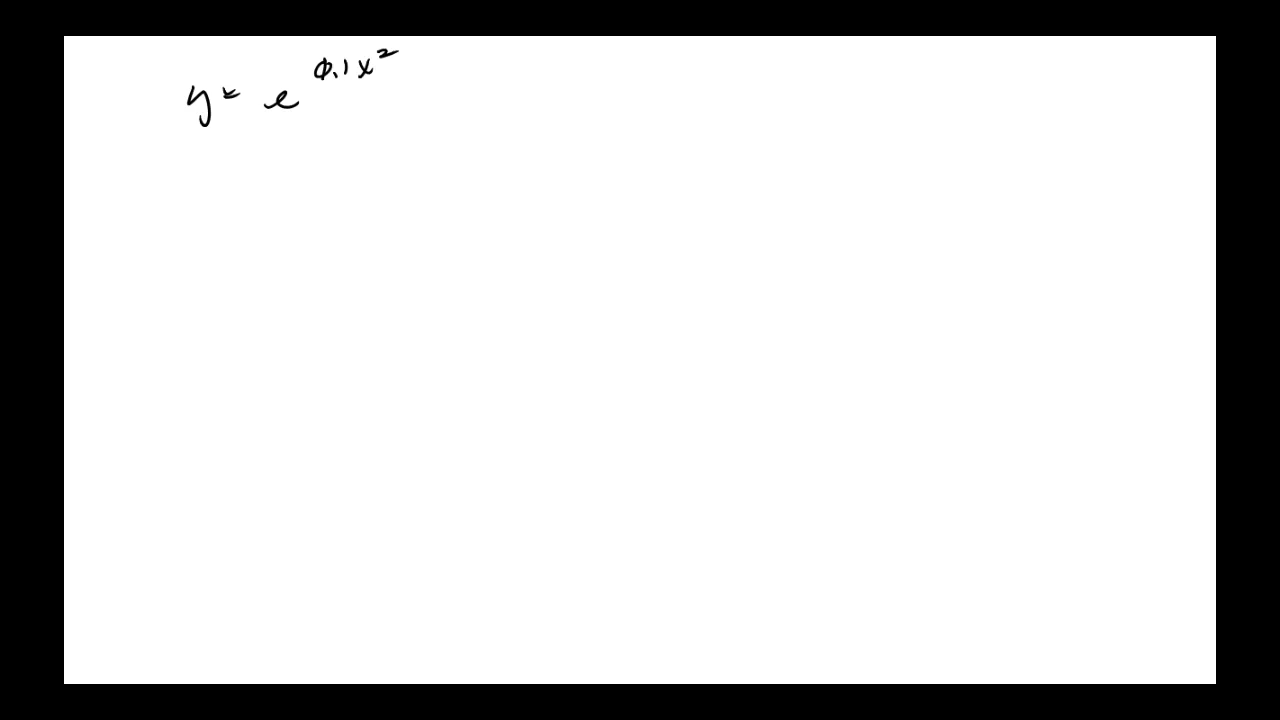 y = e^{0.1x^2}